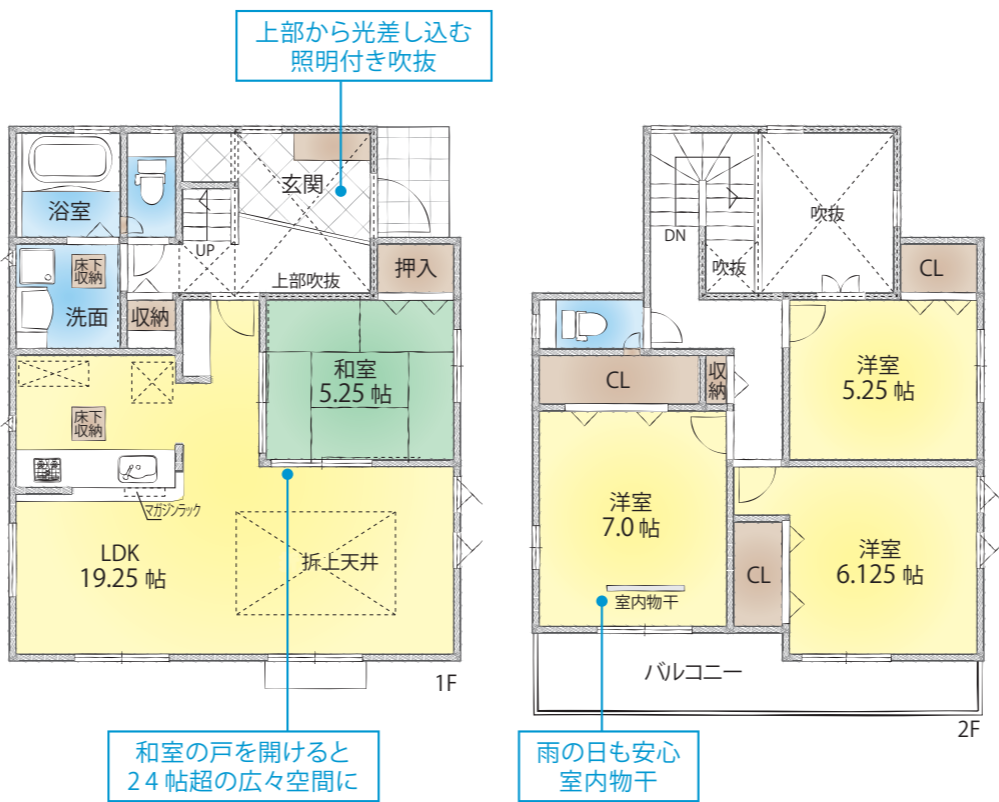 上部から光差し込む
照明付き吹抜
玄関
浴室
UP
上部吹抜
押入
床下
収納
洗面
収納
和室
5.25 帖
床下
収納
マガジンラック
LDK
19.25 帖
折上天井
1F
和室の戸を開けると
24帖超の広々空間に
吹抜
DN
吹抜
CL
CL
収
納
洋室
5.25 帖
洋室
7.0 帖
室内物干
CL
洋室
6.125 帖
バルコニー
2F
雨の日も安心
室内物干